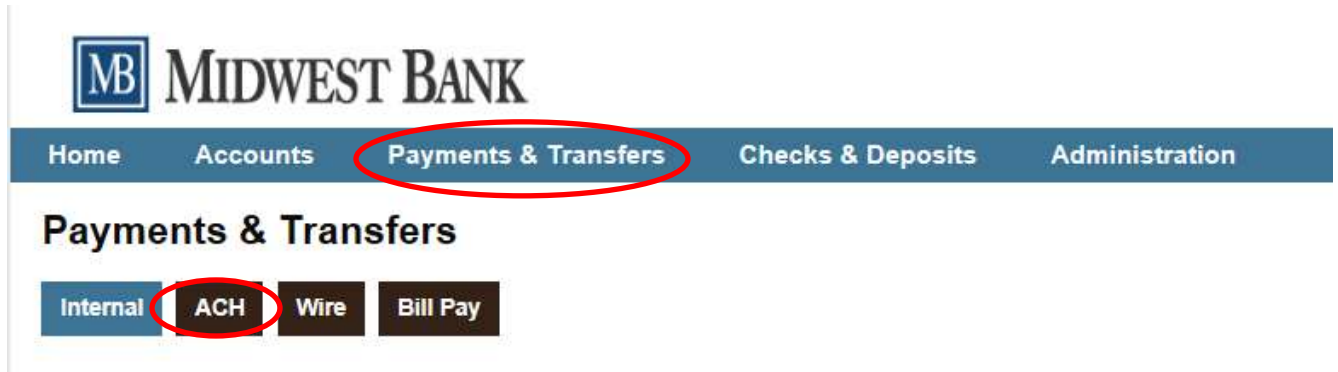 MB MIDWEST BANK
Home Accounts Payments & Transfers Checks & Deposits Administration
Payments & Transfers
Internal ACH Wire Bill Pay